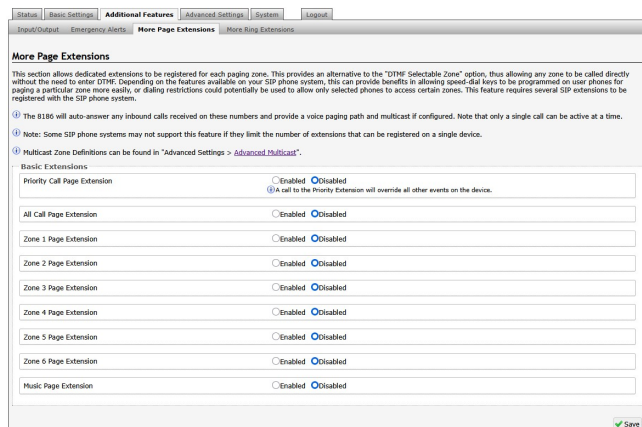 Status Basic Settings Additional Features Advanced Settings System Logout
Input/Output Emergency Alerts More Page Extensions More Ring Extensions
More Page Extensions
This section allows dedicated extensions to be registered for each paging zone. This provides an alternative to the "DTMF Selectable Zone" option, thus allowing any zone to be called directly
without the need to enter DTMF. Depending on the features available on your SIP phone system, this can provide benefits in allowing speed-dial keys to be programmed on user phones for
paging a particular zone more easily, or dialing restrictions could potentially be used to allow only selected phones to access certain zones. This feature requires several SIP extensions to be
registered with the SIP phone system.
The 8186 will auto-answer any inbound calls received on these numbers and provide a voice paging path and multicast if configured. Note that only a single call can be active at a time.
Note: Some SIP phone systems may not support this feature if they limit the number of extensions that can be registered on a single device.
Multicast Zone Definitions can be found in "Advanced Settings > Advanced Multicast".
Basic Extensions
Priority Call Page Extension Enabled Disabled
A call to the Priority Extension will override all other events on the device.
All Call Page Extension Enabled Disabled
Zone 1 Page Extension Enabled Disabled
Zone 2 Page Extension Enabled Disabled
Zone 3 Page Extension Enabled Disabled
Zone 4 Page Extension Enabled Disabled
Zone 5 Page Extension Enabled Disabled
Zone 6 Page Extension Enabled Disabled
Music Page Extension Enabled Disabled
Save